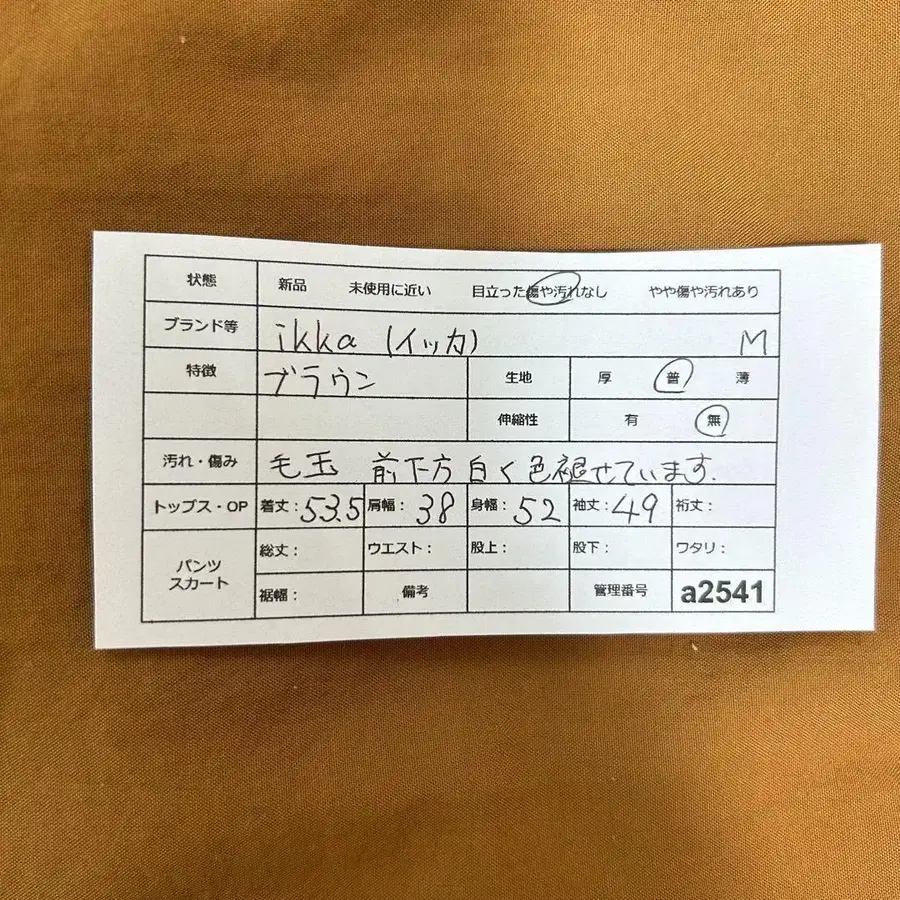 状態 新品 未使用に近い 目立った傷や汚れなし やや傷や汚れあり
ブランド等 ikka (イッカ) M
特徴 ブラウン 生地 厚 普 薄
伸縮性 有 無
汚れ・傷み 毛玉 前下方白く色褪せています.
トップス・OP 着丈：53.5 肩幅：38 身幅：52 袖丈：49 裄丈：
パンツ スカート 総丈： ウエスト： 股上： 股下： ワタリ：
裾幅： 備考 管理番号 a2541